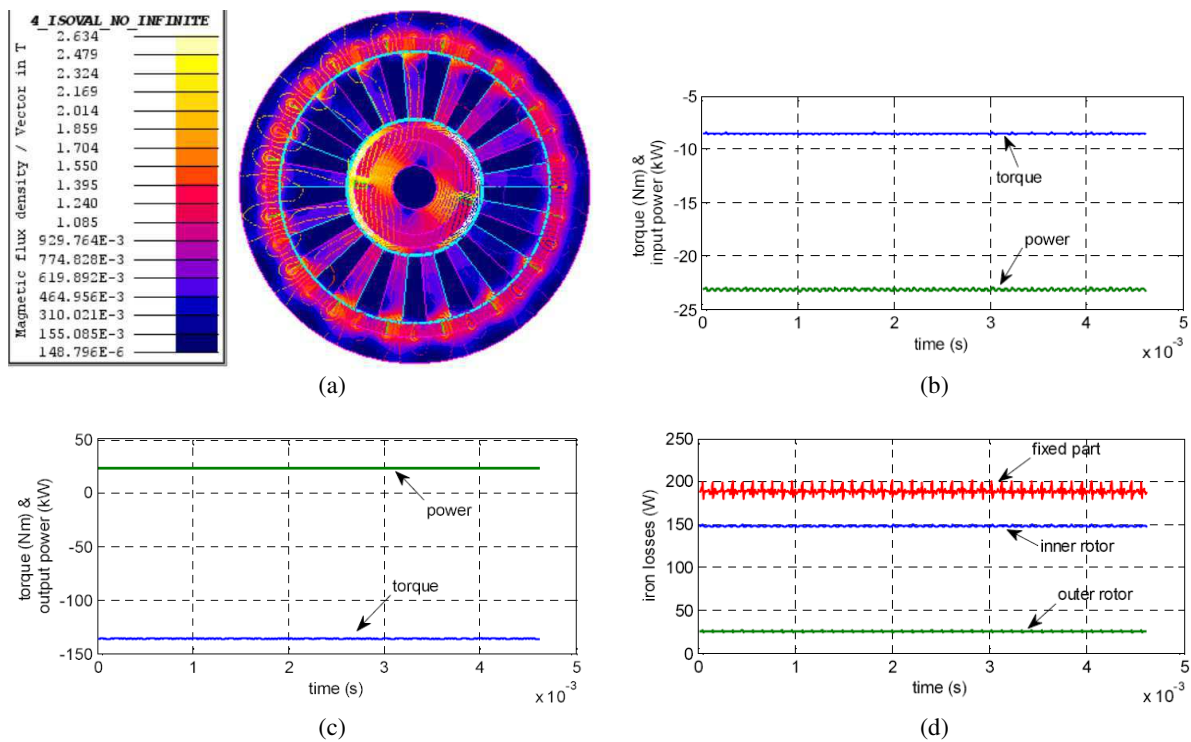 4_ISOVAL_NO_INFINITE
Magnetic flux density / Vector in T
2.634
2.479
2.324
2.169
2.014
1.859
1.704
1.550
1.395
1.240
1.085
929.764E-3
774.828E-3
619.892E-3
464.956E-3
310.021E-3
155.085E-3
148.796E-6
(a)
torque (Nm) &
input power (kW)
-5
-10
-15
-20
-25
torque
power
0 1 2 3 4 5
time (s)
x 10-3
(b)
torque (Nm) &
output power (kW)
50
0
-50
-100
-150
power
torque
0 1 2 3 4 5
time (s)
x 10-3
(c)
iron losses (W)
250
200
150
100
50
0
fixed part
inner rotor
outer rotor
0 1 2 3 4 5
time (s)
x 10-3
(d)